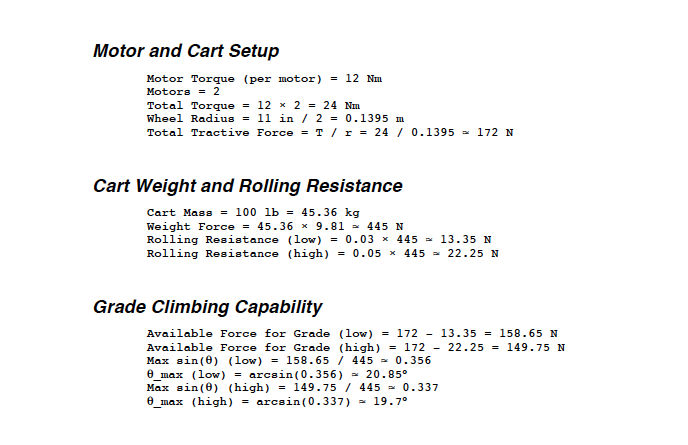 Motor and Cart Setup
Motor Torque (per motor) = 12 Nm
Motors = 2
Total Torque = 12 × 2 = 24 Nm
Wheel Radius = 11 in / 2 = 0.1395 m
Total Tractive Force = T / r = 24 / 0.1395 ≈ 172 N
Cart Weight and Rolling Resistance
Cart Mass = 100 lb = 45.36 kg
Weight Force = 45.36 × 9.81 ≈ 445 N
Rolling Resistance (low) = 0.03 × 445 ≈ 13.35 N
Rolling Resistance (high) = 0.05 × 445 ≈ 22.25 N
Grade Climbing Capability
Available Force for Grade (low) = 172 - 13.35 = 158.65 N
Available Force for Grade (high) = 172 - 22.25 = 149.75 N
Max sin(θ) (low) = 158.65 / 445 ≈ 0.356
θ_max (low) = arcsin(0.356) ≈ 20.85°
Max sin(θ) (high) = 149.75 / 445 ≈ 0.337
θ_max (high) = arcsin(0.337) ≈ 19.7°